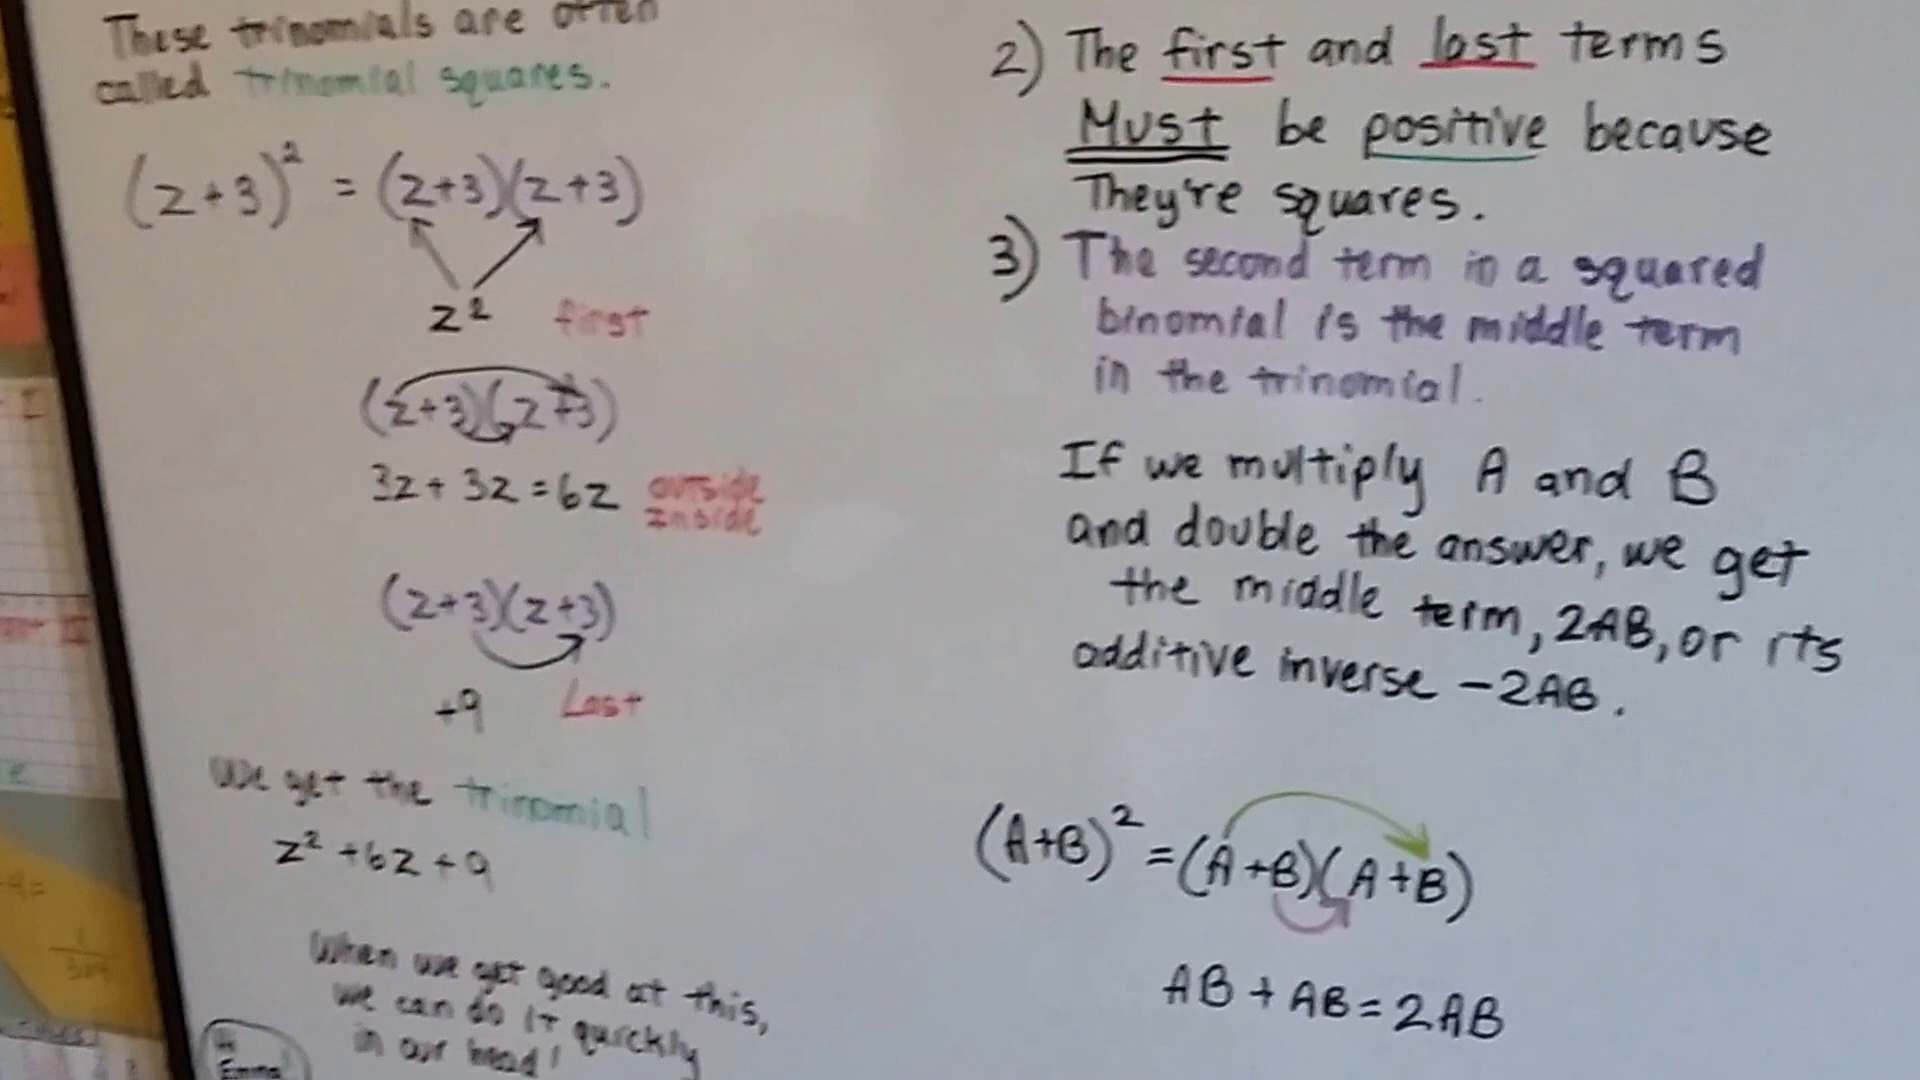 These trinomials are often
called trinomial squares.
(z+3)² = (z+3)(z+3)
z² first
(z+3)(z+3)
3z + 3z = 6z outside
Inside
(z+3)(z+3)
+9 Last
We get the trinomial
z² + 6z + 9
When we get good at this,
we can do it quickly
in our head!
Hi
Emma
2) The first and last terms
Must be positive because
They're squares.
3) The second term in a squared
binomial is the middle term
in the trinomial.
If we multiply A and B
and double the answer, we get
the middle term, 2AB, or its
additive inverse -2AB.
(A+B)² = (A+B)(A+B)
AB + AB = 2AB